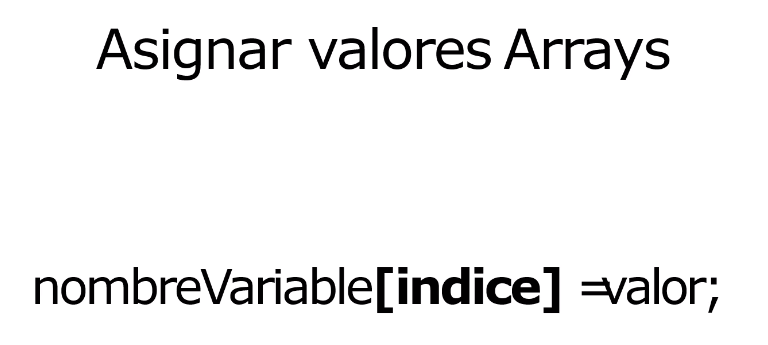 Asignar valores Arrays
nombreVariable[indice] =valor;